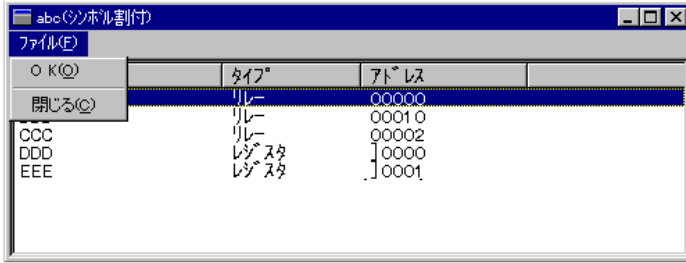 abc(ｼﾝﾎﾞﾙ割付)
ﾌｧｲﾙ(F)
ＯＫ(O)
閉じる(C)
ﾀｲﾌﾟ ｱﾄﾞﾚｽ
ﾘﾚｰ 00000
ﾘﾚｰ 00010
CCC ﾘﾚｰ 00002
DDD ﾚｼﾞｽﾀ ]0000
EEE ﾚｼﾞｽﾀ ]0001